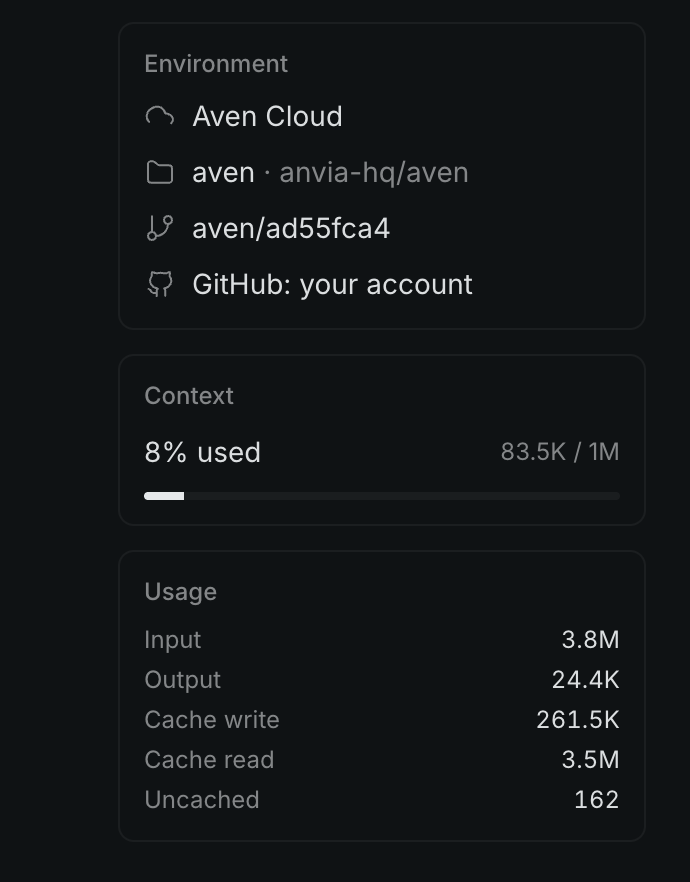 Environment
Aven Cloud
aven · anvia-hq/aven
aven/ad55fca4
GitHub: your account
Context
8% used 83.5K / 1M
Usage
Input 3.8M
Output 24.4K
Cache write 261.5K
Cache read 3.5M
Uncached 162